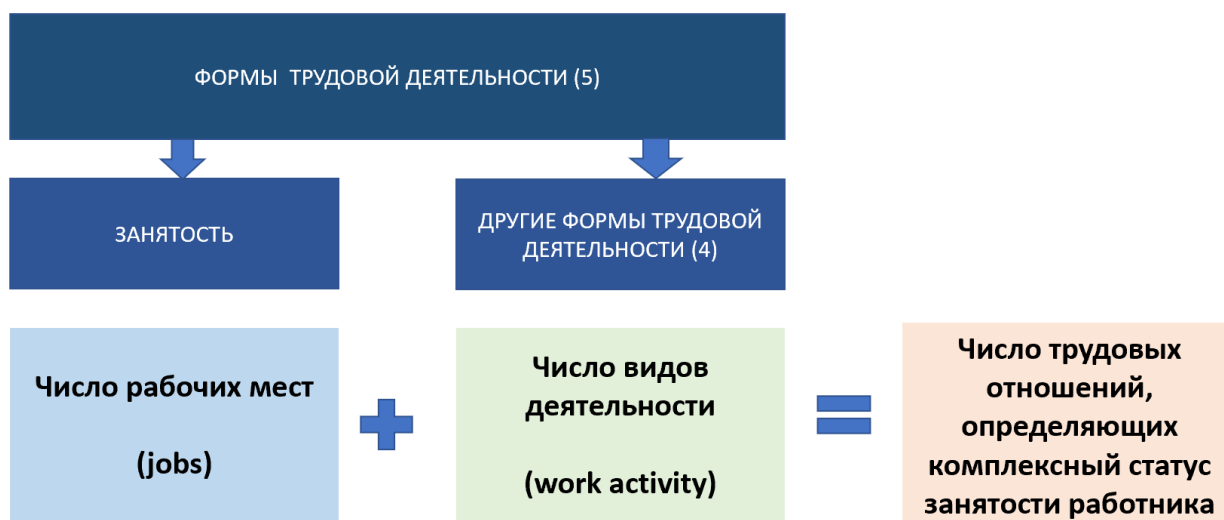 ФОРМЫ ТРУДОВОЙ ДЕЯТЕЛЬНОСТИ (5)
ЗАНЯТОСТЬ
ДРУГИЕ ФОРМЫ ТРУДОВОЙ
ДЕЯТЕЛЬНОСТИ (4)
Число рабочих мест
(jobs)
Число видов
деятельности
(work activity)
Число трудовых
отношений,
определяющих
комплексный статус
занятости работника